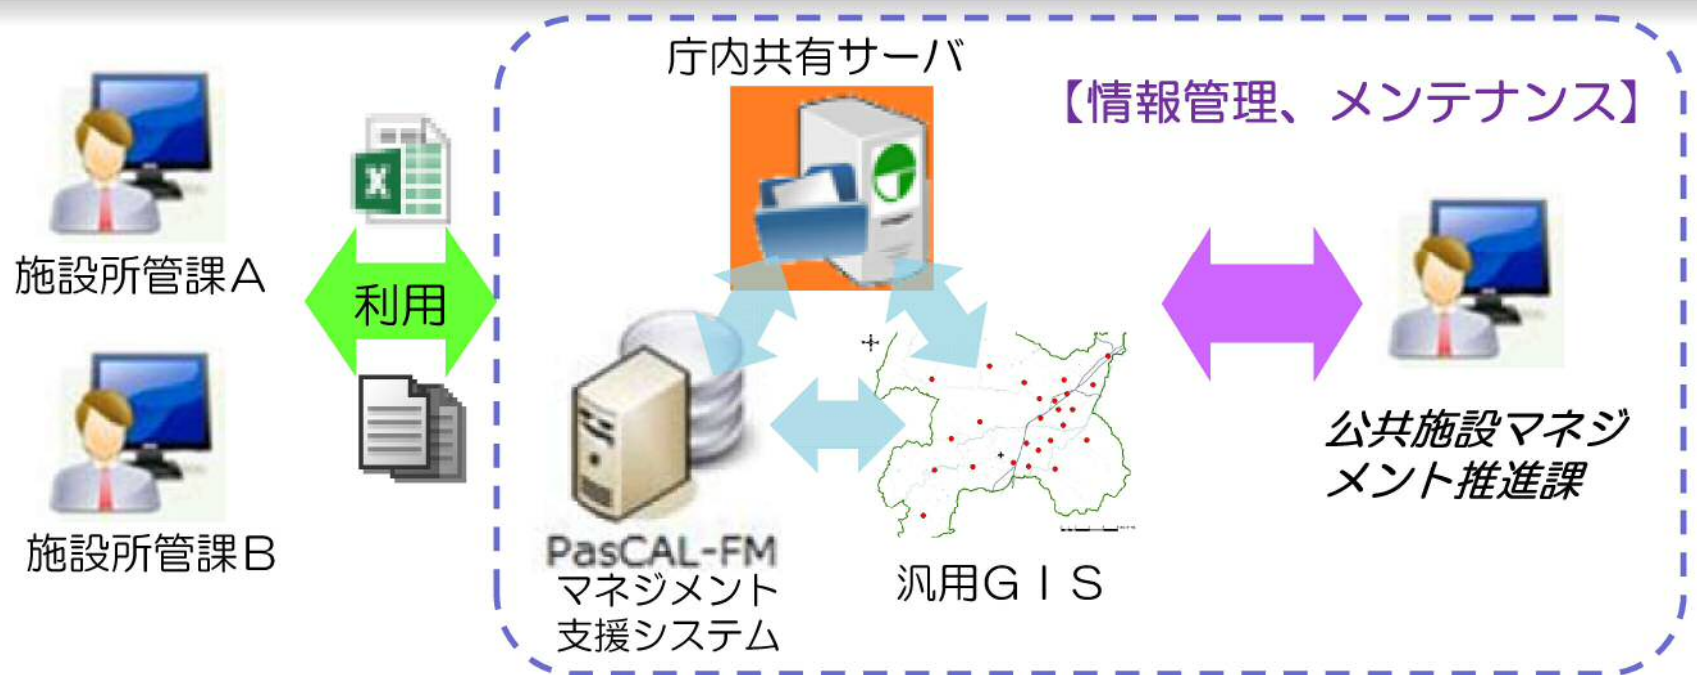 庁内共有サーバ
【情報管理、メンテナンス】
X
施設所管課A
利用
公共施設マネジ
メント推進課
施設所管課B
PasCAL-FM
マネジメント
支援システム
汎用GIS